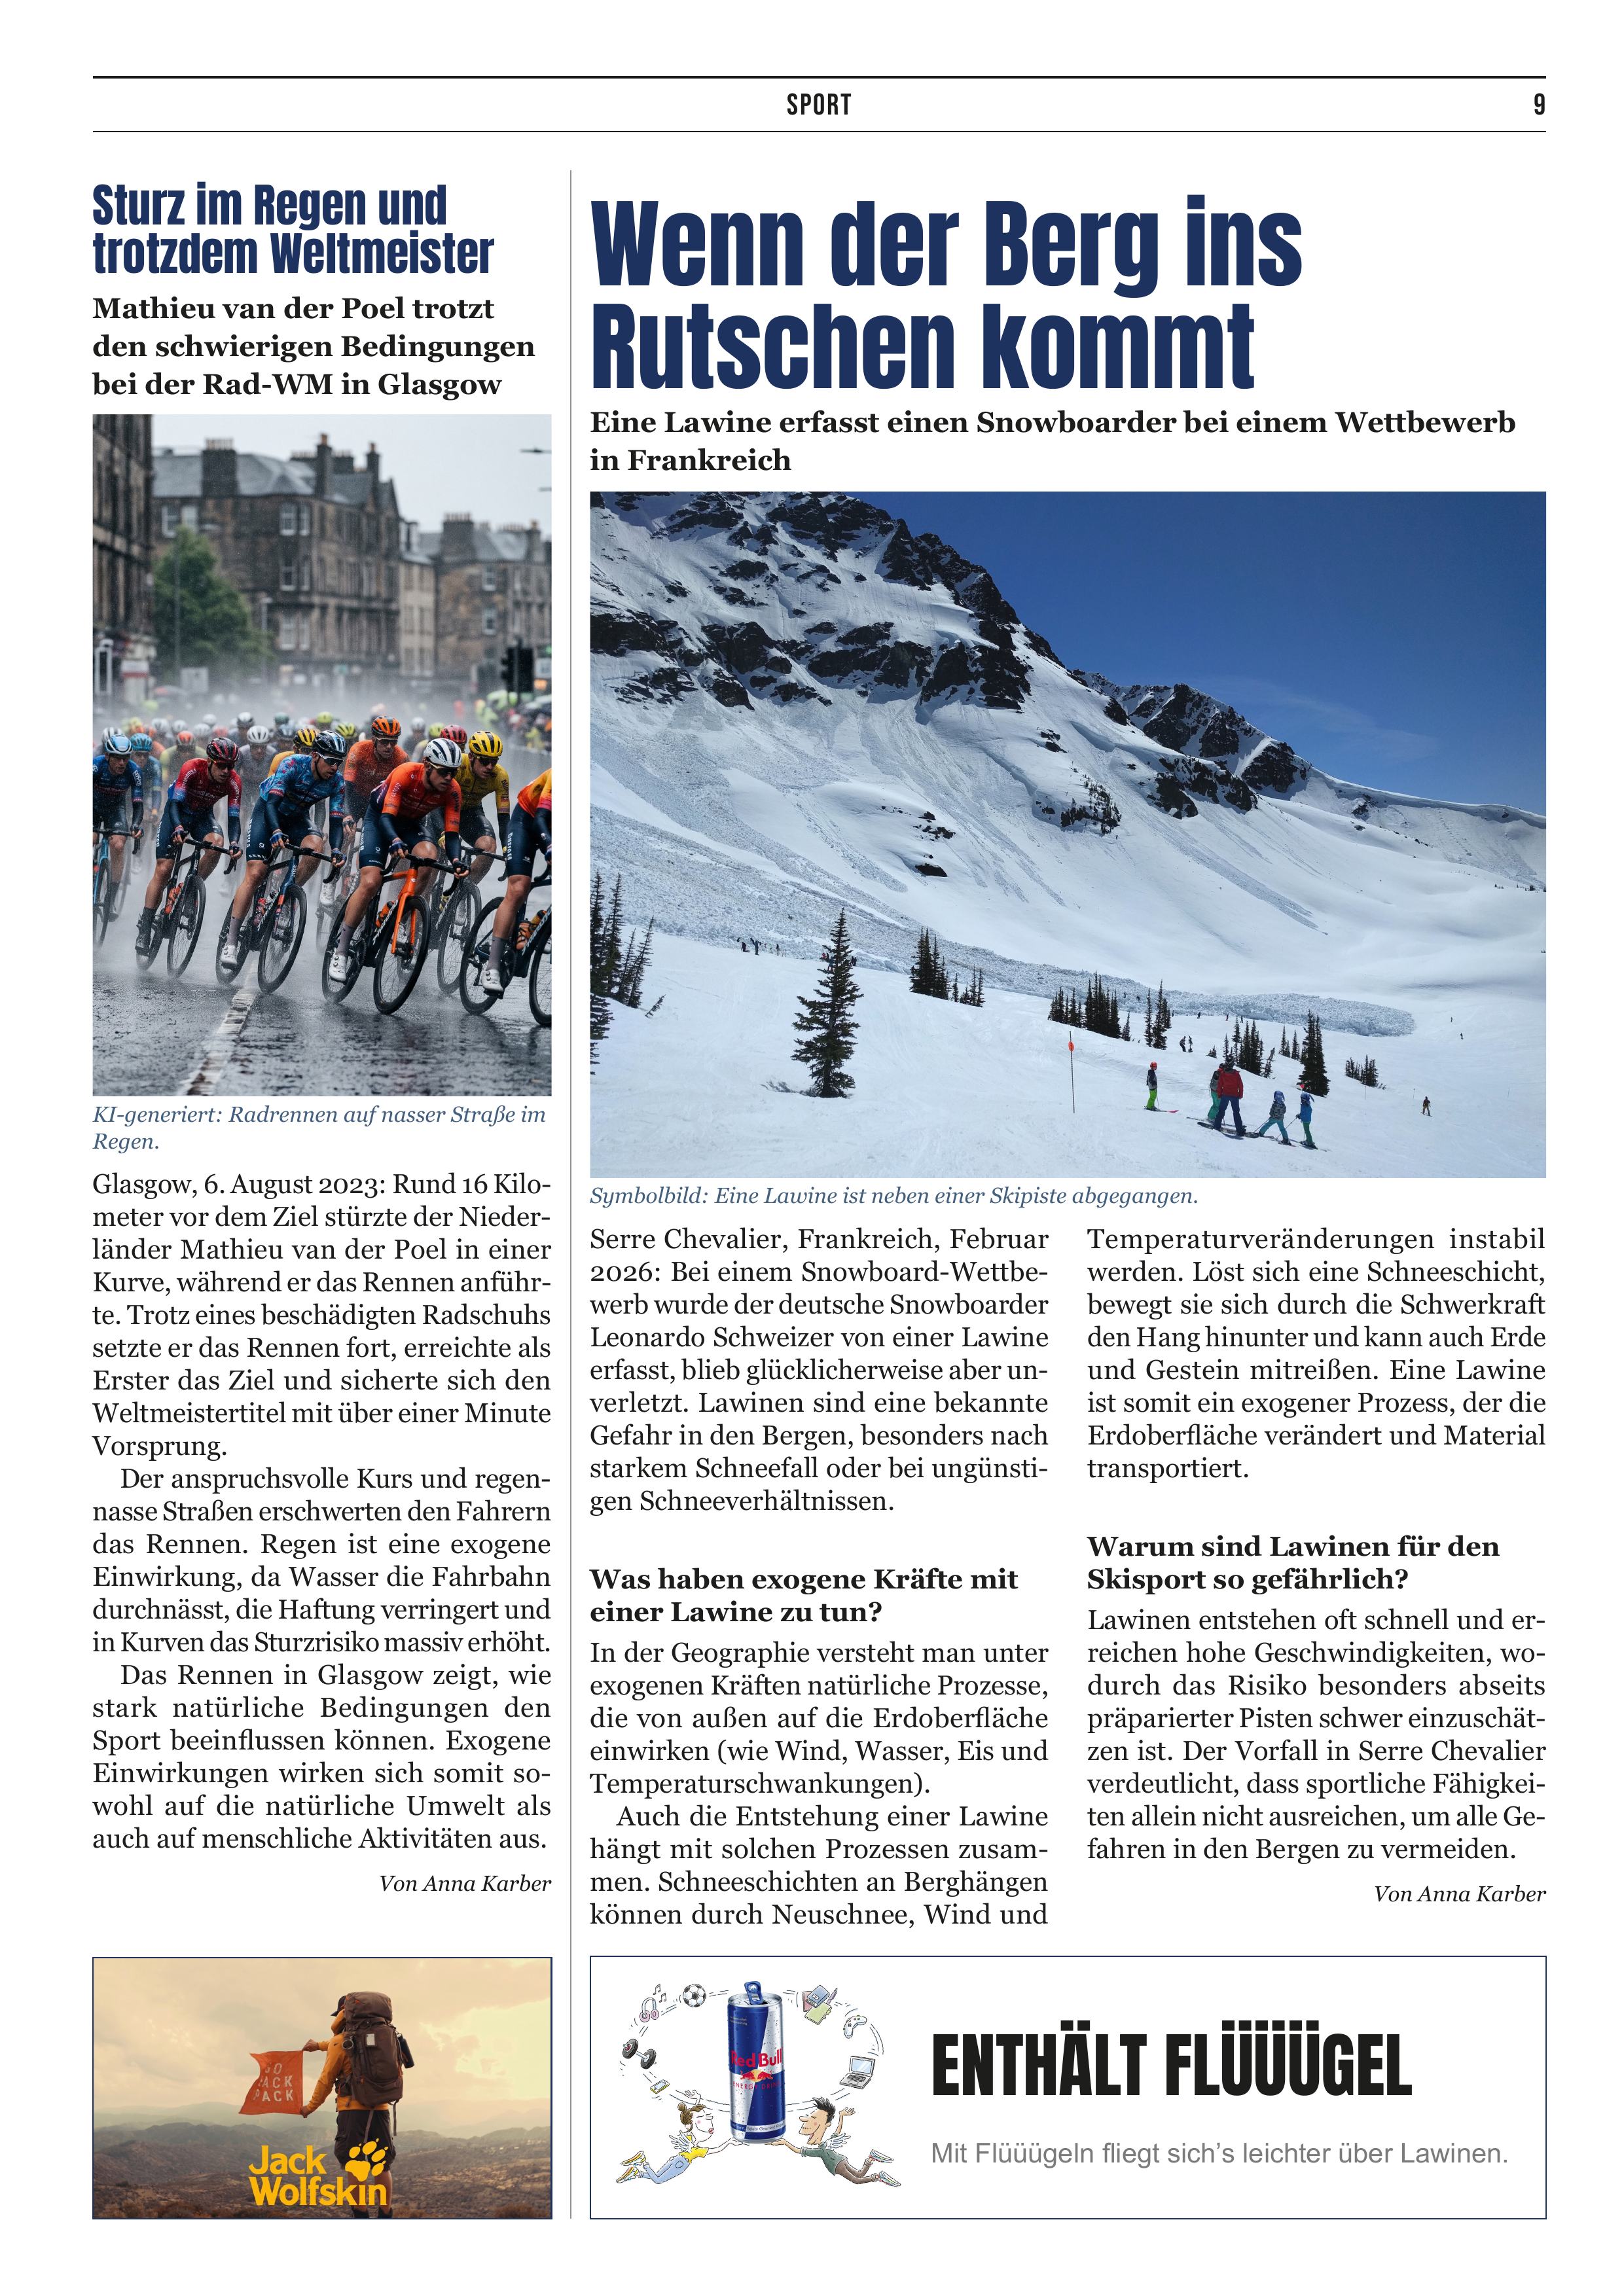 SPORT
9
Sturz im Regen und
trotzdem Weltmeister
Mathieu van der Poel trotzt
den schwierigen Bedingungen
bei der Rad-WM in Glasgow
KI-generiert: Radrennen auf nasser Straße im
Regen.
Glasgow, 6. August 2023: Rund 16 Kilo-
meter vor dem Ziel stürzte der Nieder-
länder Mathieu van der Poel in einer
Kurve, während er das Rennen anführ-
te. Trotz eines beschädigten Radschuhs
setzte er das Rennen fort, erreichte als
Erster das Ziel und sicherte sich den
Weltmeistertitel mit über einer Minute
Vorsprung.
Der anspruchsvolle Kurs und regen-
nasse Straßen erschwerten den Fahrern
das Rennen. Regen ist eine exogene
Einwirkung, da Wasser die Fahrbahn
durchnässt, die Haftung verringert und
in Kurven das Sturzrisiko massiv erhöht.
Das Rennen in Glasgow zeigt, wie
stark natürliche Bedingungen den
Sport beeinflussen können. Exogene
Einwirkungen wirken sich somit so-
wohl auf die natürliche Umwelt als
auch auf menschliche Aktivitäten aus.
Von Anna Karber
Jack
Wolfskin
Wenn der Berg ins
Rutschen kommt
Eine Lawine erfasst einen Snowboarder bei einem Wettbewerb
in Frankreich
Symbolbild: Eine Lawine ist neben einer Skipiste abgegangen.
Serre Chevalier, Frankreich, Februar
2026: Bei einem Snowboard-Wettbe-
werb wurde der deutsche Snowboarder
Leonardo Schweizer von einer Lawine
erfasst, blieb glücklicherweise aber un-
verletzt. Lawinen sind eine bekannte
Gefahr in den Bergen, besonders nach
starkem Schneefall oder bei ungünsti-
gen Schneeverhältnissen.
Was haben exogene Kräfte mit
einer Lawine zu tun?
In der Geographie versteht man unter
exogenen Kräften natürliche Prozesse,
die von außen auf die Erdoberfläche
einwirken (wie Wind, Wasser, Eis und
Temperaturschwankungen).
Auch die Entstehung einer Lawine
hängt mit solchen Prozessen zusam-
men. Schneeschichten an Berghängen
können durch Neuschnee, Wind und
Temperaturveränderungen instabil
werden. Löst sich eine Schneeschicht,
bewegt sie sich durch die Schwerkraft
den Hang hinunter und kann auch Erde
und Gestein mitreißen. Eine Lawine
ist somit ein exogener Prozess, der die
Erdoberfläche verändert und Material
transportiert.
Warum sind Lawinen für den
Skisport so gefährlich?
Lawinen entstehen oft schnell und er-
reichen hohe Geschwindigkeiten, wo-
durch das Risiko besonders abseits
präparierter Pisten schwer einzuschät-
zen ist. Der Vorfall in Serre Chevalier
verdeutlicht, dass sportliche Fähigkei-
ten allein nicht ausreichen, um alle Ge-
fahren in den Bergen zu vermeiden.
Von Anna Karber
Red Bull
ENTHÄLT FLÜÜÜGEL
Mit Flüüügeln fliegt sich's leichter über Lawinen.